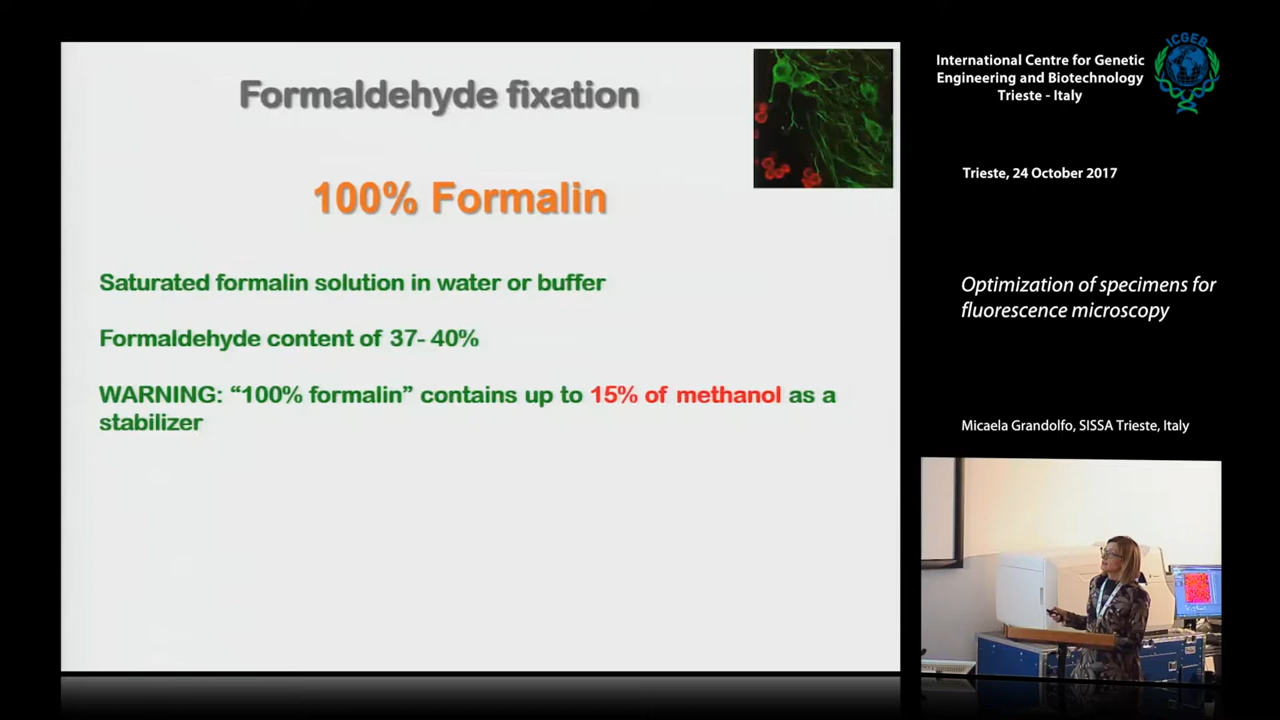 Formaldehyde fixation
100% Formalin
Saturated formalin solution in water or buffer
Formaldehyde content of 37- 40%
WARNING: “100% formalin” contains up to 15% of methanol as a
stabilizer
International Centre for Genetic
Engineering and Biotechnology
Trieste - Italy
ICGEB
Trieste, 24 October 2017
Optimization of specimens for
fluorescence microscopy
Micaela Grandolfo, SISSA Trieste, Italy